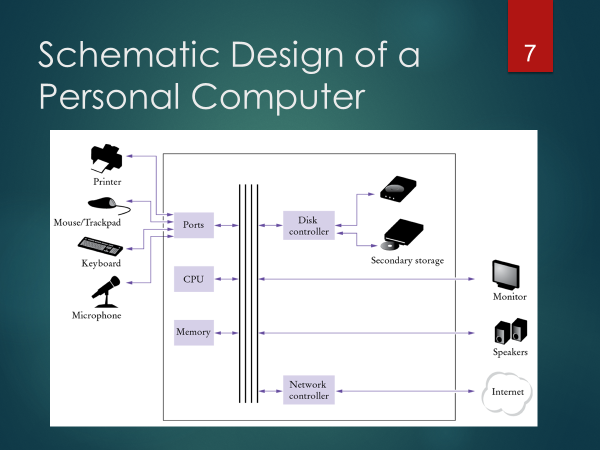 Schematic Design of a
Personal Computer
7
Printer
Mouse/Trackpad
Keyboard
Microphone
Ports
CPU
Memory
Disk
controller
Secondary storage
Network
controller
Monitor
Speakers
Internet